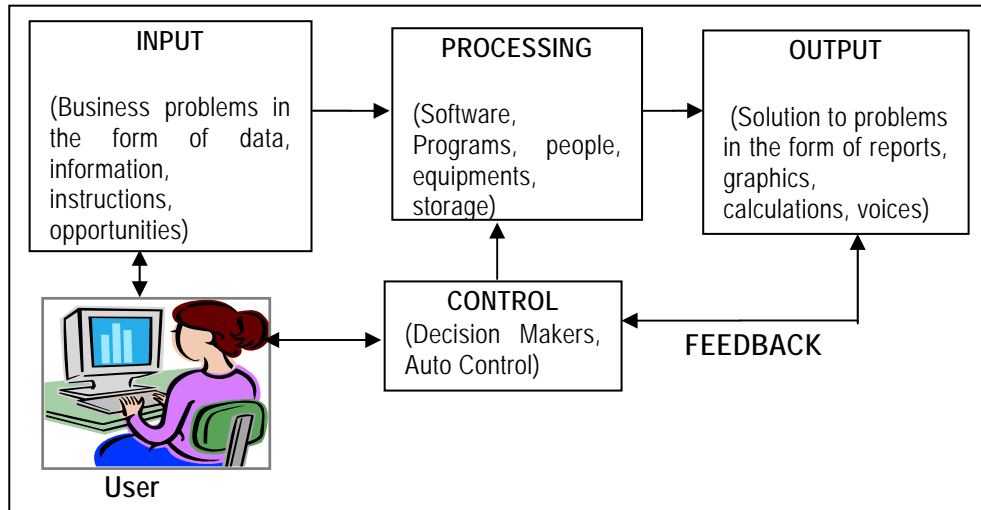 INPUT
(Business problems in
the form of data,
information,
instructions,
opportunities)
PROCESSING
(Software,
Programs, people,
equipments,
storage)
OUTPUT
(Solution to problems
in the form of reports,
graphics,
calculations, voices)
CONTROL
(Decision Makers,
Auto Control)
FEEDBACK
User